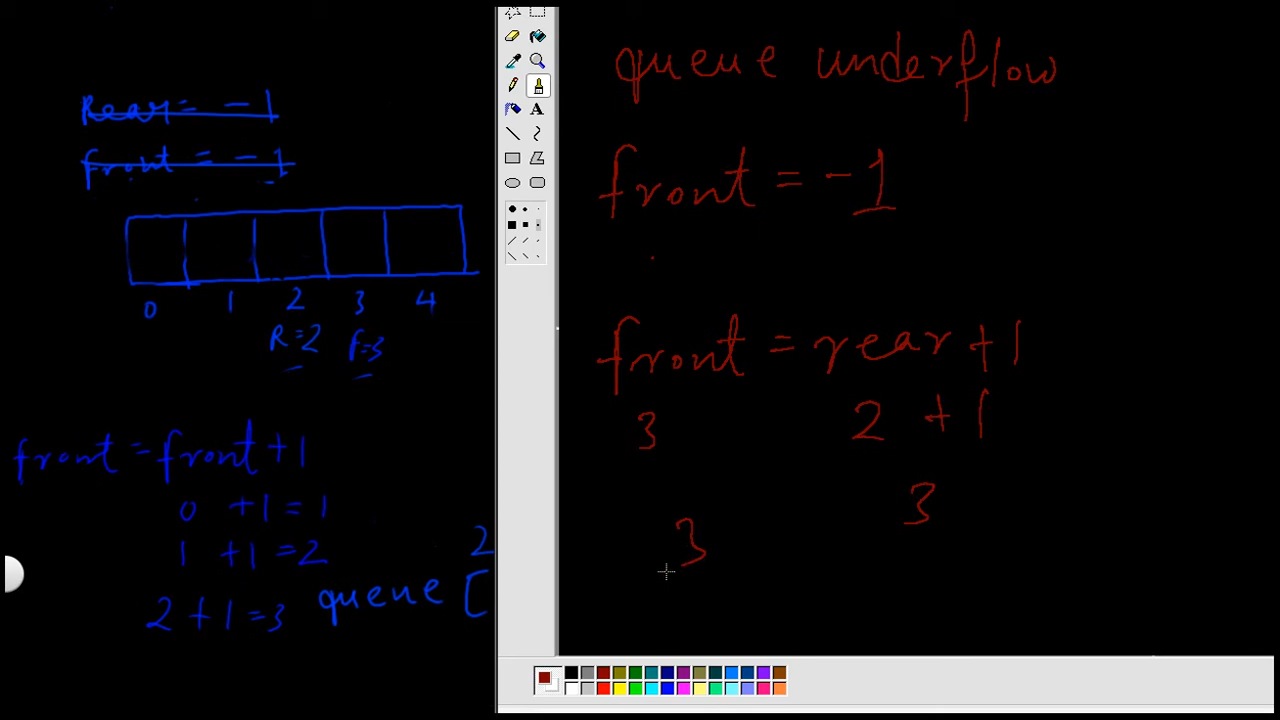 Rear = -1
front = -1
0 1 2 3 4
R=2 F=3
front = front+1
0 +1 = 1
1 +1 = 2
2 + 1 = 3
2
queue [
A
queue underflow
front = -1
front = rear +1
3 2 + 1
3
3